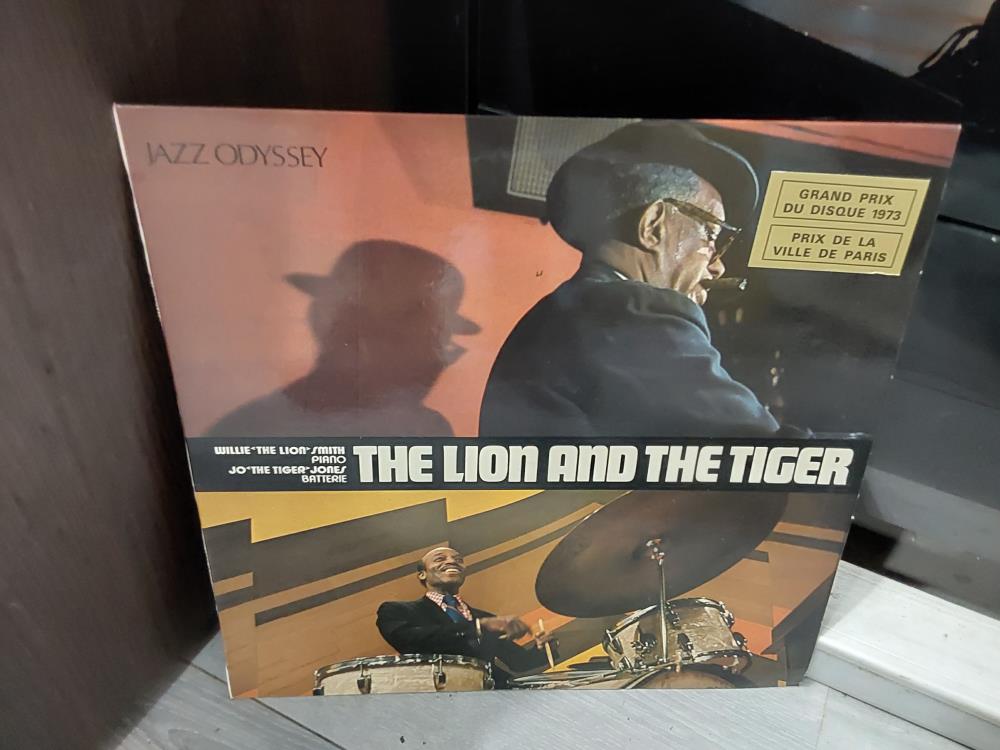 JAZZ ODYSSEY
GRAND PRIX
DU DISQUE 1973
PRIX DE LA
VILLE DE PARIS
WILLIE "THE LION" SMITH
PIANO
JO "THE TIGER" JONES
BATTERIE
THE LION AND THE TIGER